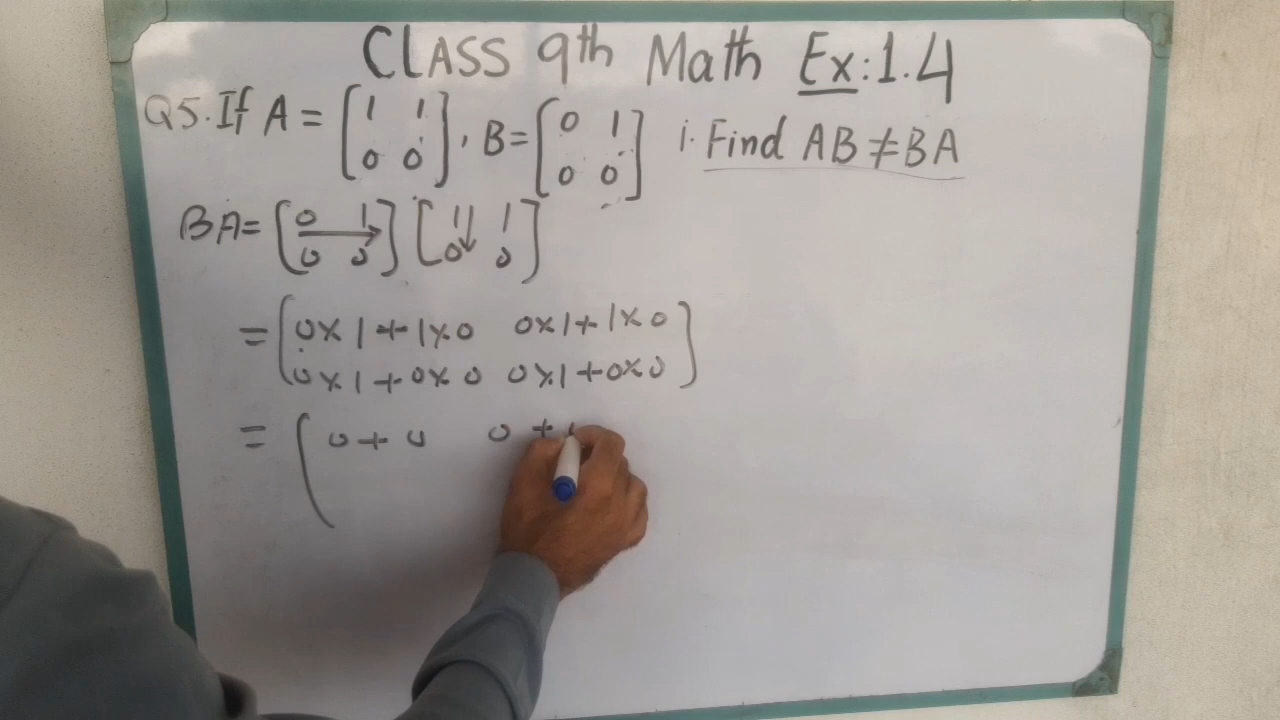 CLASS 9th Math Ex:1.4
Q5. If A = [1 1 0 0], B = [0 1 0 0] i. Find AB ≠ BA
BA = [0 1 0 0] [1 1 0 0]
= [0×1+1×0 0×1+1×0
0×1+0×0 0×1+0×0]
= [0+0 0+